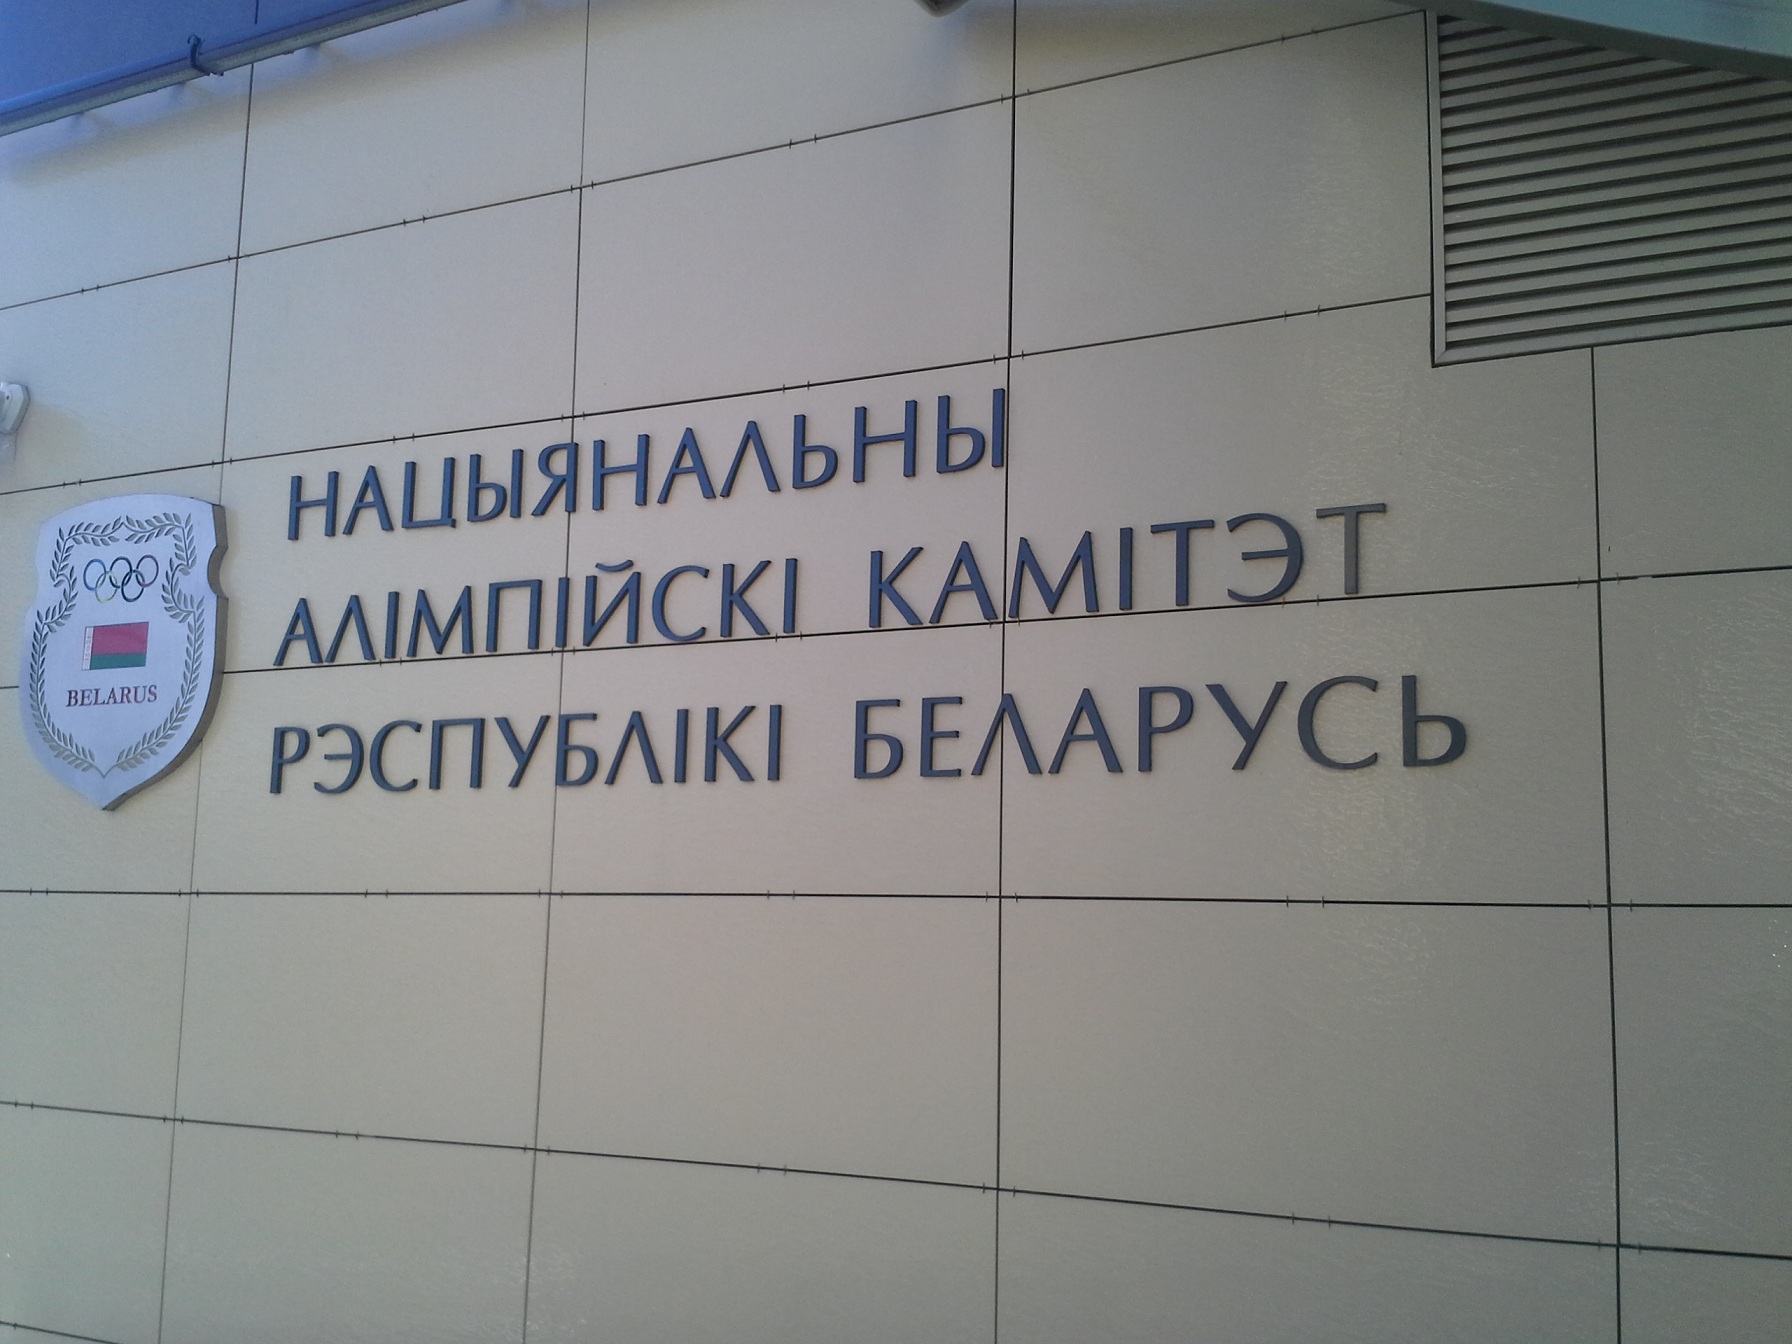 НАЦЫЯНАЛЬНЫ
АЛІМПІЙСКІ КАМІТЭТ
РЭСПУБЛІКІ БЕЛАРУСЬ
BELARUS